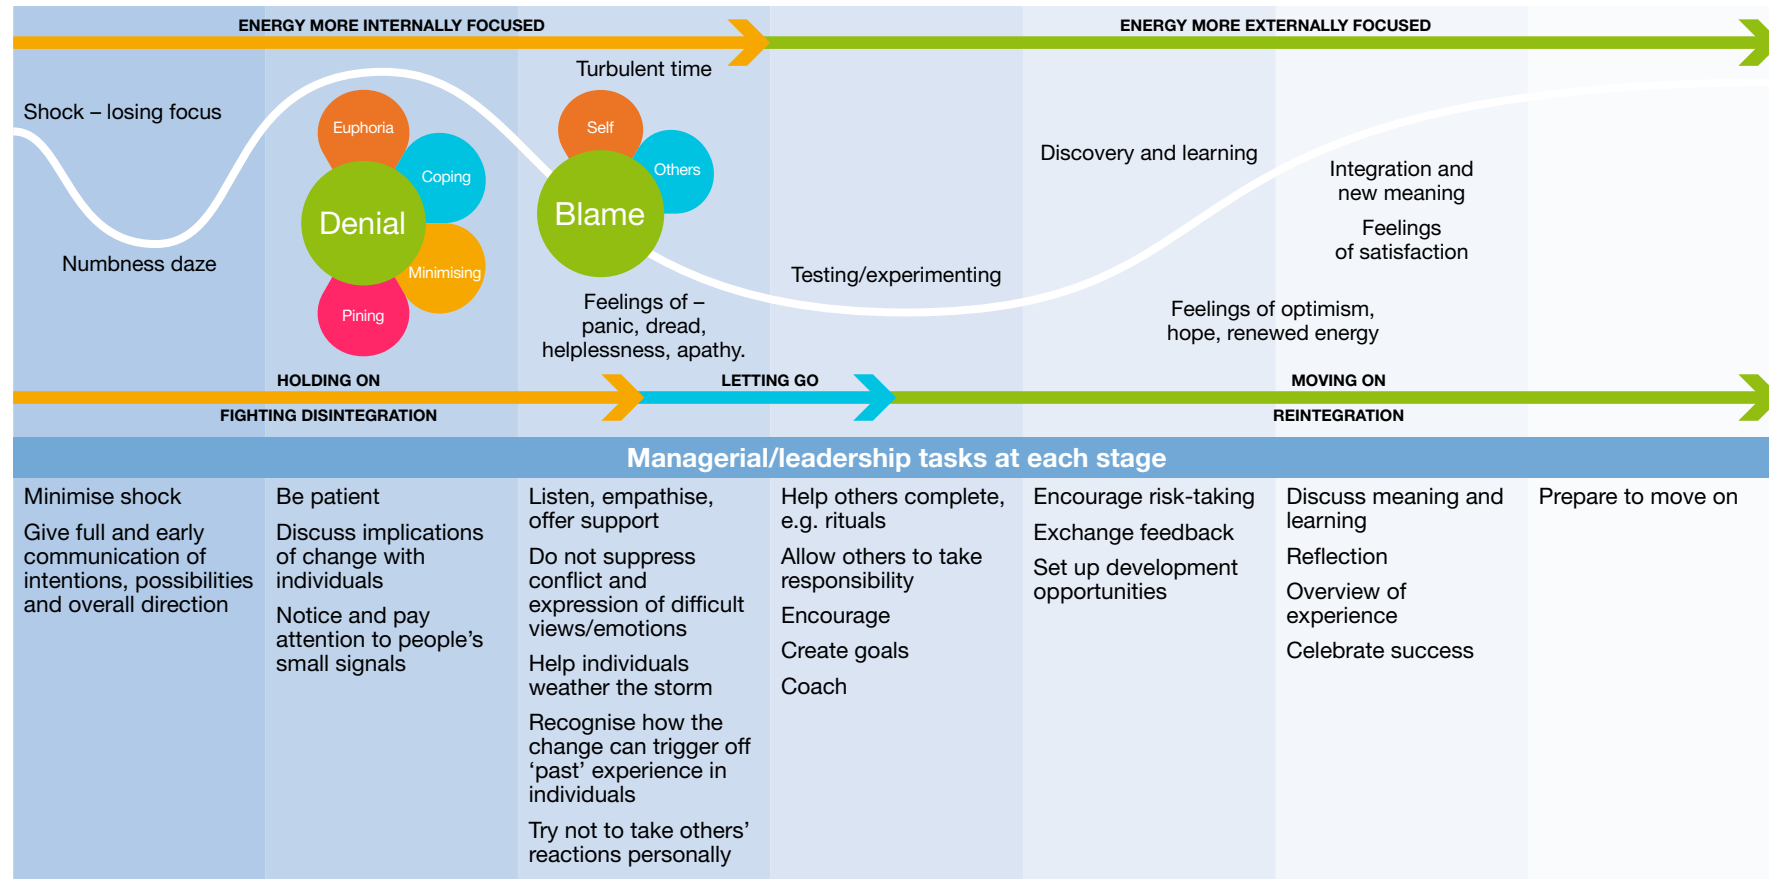 ENERGY MORE INTERNALLY FOCUSED
ENERGY MORE EXTERNALLY FOCUSED
Shock – losing focus
Numbness daze
Euphoria
Coping
Denial
Minimising
Pining
Turbulent time
Self
Others
Blame
Feelings of –
panic, dread,
helplessness, apathy.
Testing/experimenting
Discovery and learning
Feelings of optimism,
hope, renewed energy
Integration and
new meaning
Feelings
of satisfaction
HOLDING ON
FIGHTING DISINTEGRATION
LETTING GO
MOVING ON
REINTEGRATION
Managerial/leadership tasks at each stage
Minimise shock
Give full and early
communication of
intentions, possibilities
and overall direction
Be patient
Discuss implications
of change with
individuals
Notice and pay
attention to people’s
small signals
Listen, empathise,
offer support
Do not suppress
conflict and
expression of difficult
views/emotions
Help individuals
weather the storm
Recognise how the
change can trigger off
‘past’ experience in
individuals
Try not to take others’
reactions personally
Help others complete,
e.g. rituals
Allow others to take
responsibility
Encourage
Create goals
Coach
Encourage risk-taking
Exchange feedback
Set up development
opportunities
Discuss meaning and
learning
Reflection
Overview of
experience
Celebrate success
Prepare to move on